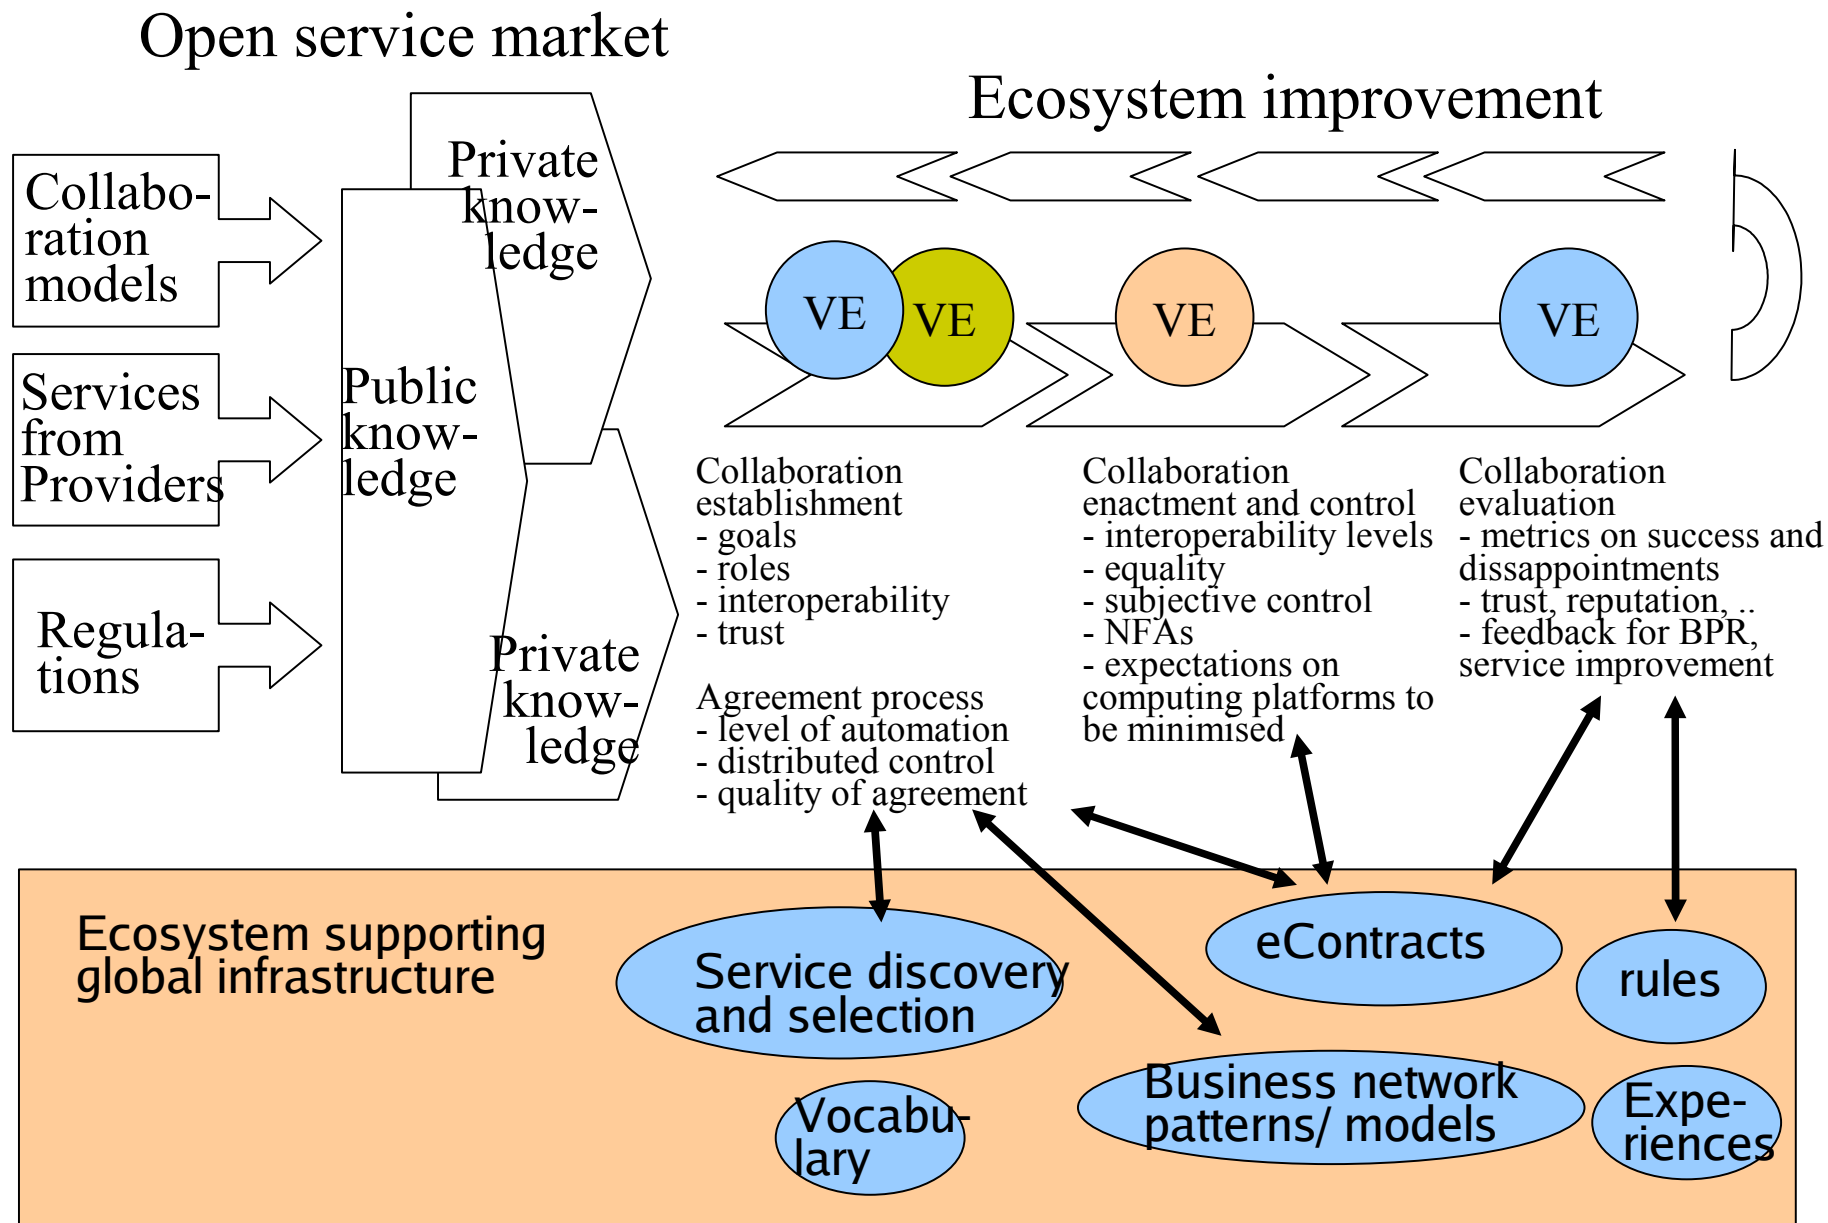 Open service market
Ecosystem improvement
Collabo-
ration
models
Services
from
Providers
Regula-
tions
Private
know-
ledge
Public
know-
ledge
Private
know-
ledge
VE
VE
VE
VE
Collaboration
establishment
- goals
- roles
- interoperability
- trust
Agreement process
- level of automation
- distributed control
- quality of agreement
Collaboration
enactment and control
- interoperability levels
- equality
- subjective control
- NFAs
- expectations on
computing platforms to
be minimised
Collaboration
evaluation
- metrics on success and
dissappointments
- trust, reputation, ..
- feedback for BPR,
service improvement
Ecosystem supporting
global infrastructure
Service discovery
and selection
eContracts
rules
Vocabu-
lary
Business network
patterns/ models
Expe-
riences